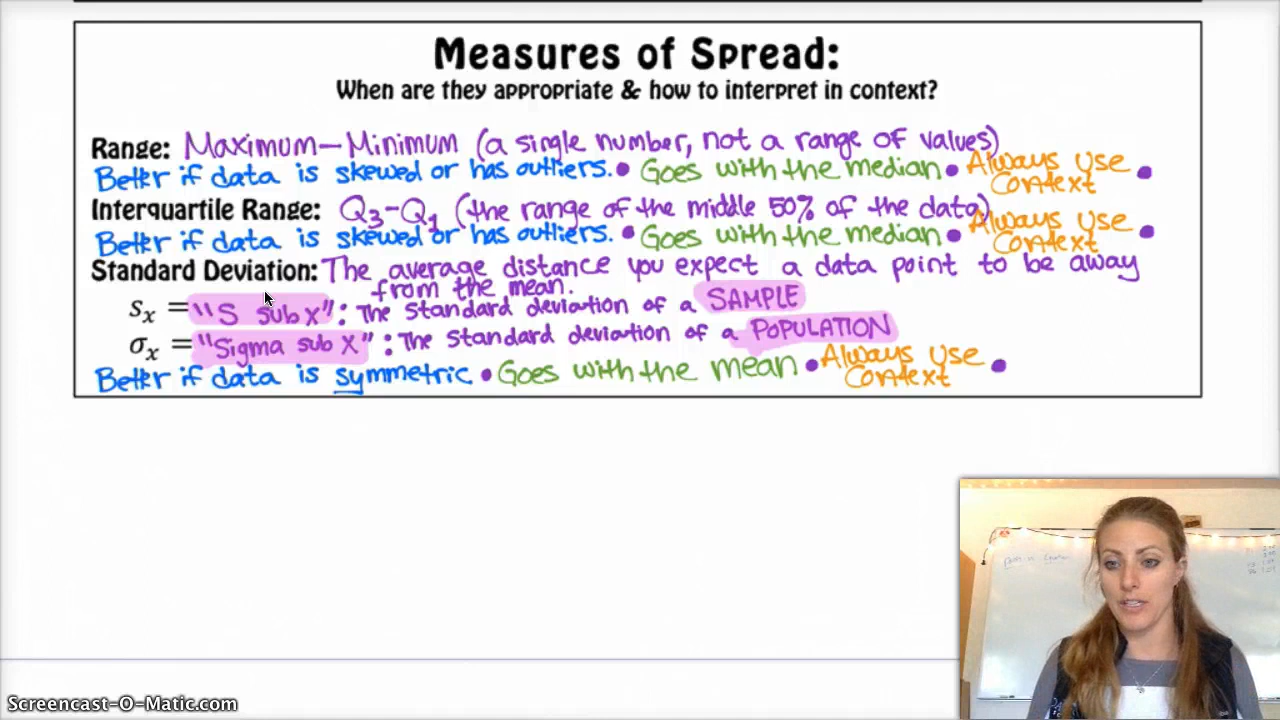 Measures of Spread:
When are they appropriate & how to interpret in context?
Range: Maximum-Minimum (a single number, not a range of values)
Better if data is skewed or has outliers. • Goes with the median • Always Use Context •
Interquartile Range: Q3-Q1 (the range of the middle 50% of the data)
Better if data is skewed or has outliers. • Goes with the median • Always Use Context •
Standard Deviation: The average distance you expect a data point to be away
from the mean.
sx = "S sub x": The standard deviation of a SAMPLE
σx = "Sigma sub X": The standard deviation of a POPULATION
Better if data is symmetric • Goes with the mean • Always Use Context •
Screencast-O-Matic.com